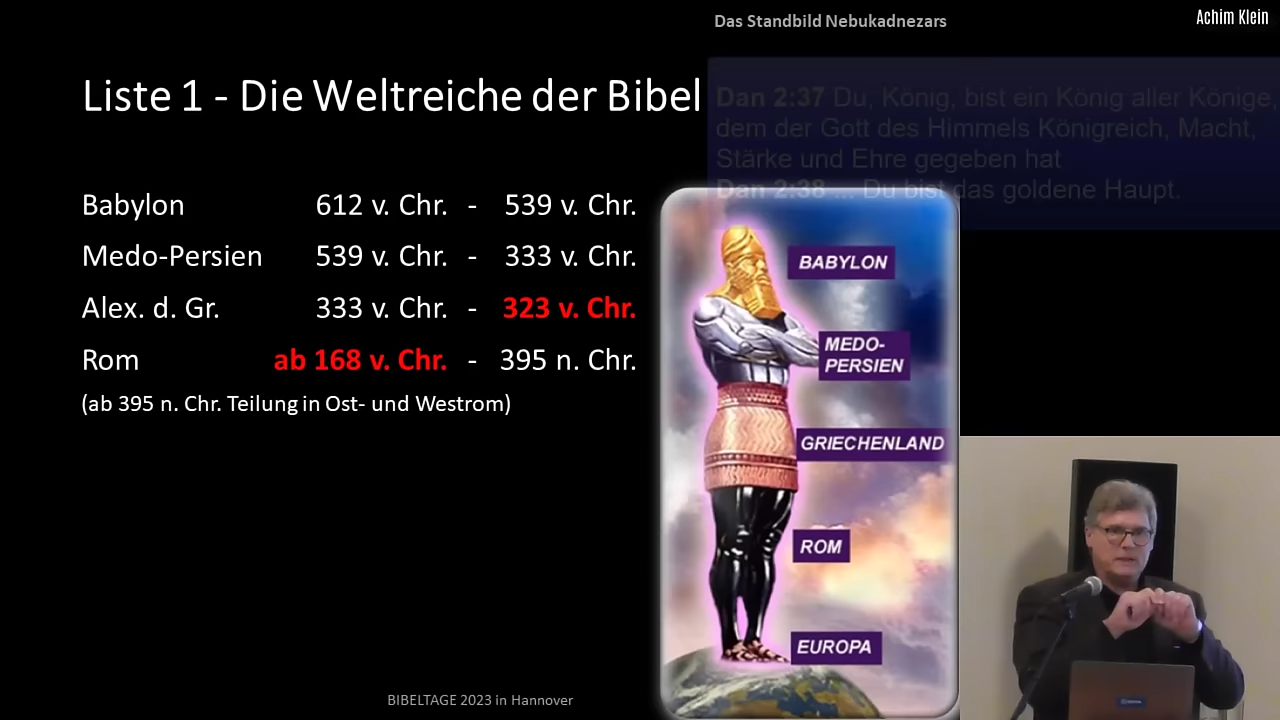 Das Standbild Nebukadnezars
Achim Klein
Liste 1 - Die Weltreiche der Bibel
Dan 2:37 Du, König, bist ein König aller Könige,
dem der Gott des Himmels Königreich, Macht,
Stärke und Ehre gegeben hat
Dan 2:38 ... Du bist das goldene Haupt.
Babylon 612 v. Chr. - 539 v. Chr.
Medo-Persien 539 v. Chr. - 333 v. Chr.
Alex. d. Gr. 333 v. Chr. - 323 v. Chr.
Rom ab 168 v. Chr. - 395 n. Chr.
(ab 395 n. Chr. Teilung in Ost- und Westrom)
BABYLON
MEDO-
PERSIEN
GRIECHENLAND
ROM
EUROPA
BIBELTAGE 2023 in Hannover